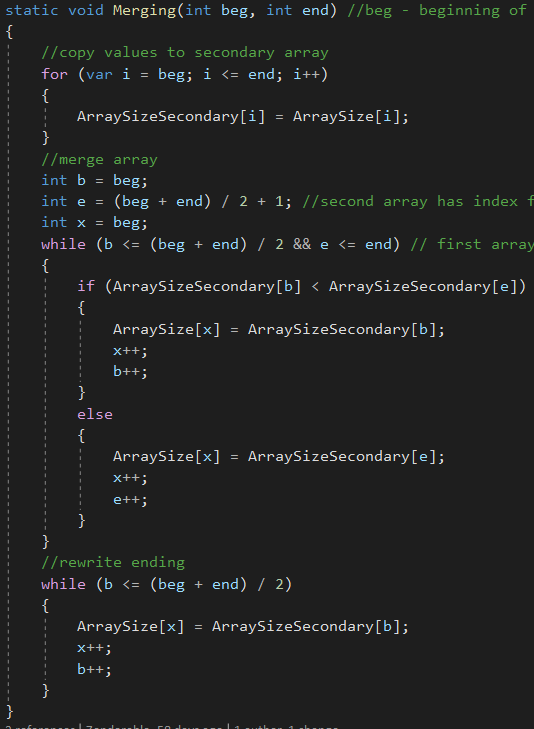 static void Merging(int beg, int end) //beg - beginning of
{
//copy values to secondary array
for (var i = beg; i <= end; i++)
{
ArraySizeSecondary[i] = ArraySize[i];
}
//merge array
int b = beg;
int e = (beg + end) / 2 + 1; //second array has index f
int x = beg;
while (b <= (beg + end) / 2 && e <= end) // first array
{
if (ArraySizeSecondary[b] < ArraySizeSecondary[e])
{
ArraySize[x] = ArraySizeSecondary[b];
x++;
b++;
}
else
{
ArraySize[x] = ArraySizeSecondary[e];
x++;
e++;
}
}
//rewrite ending
while (b <= (beg + end) / 2)
{
ArraySize[x] = ArraySizeSecondary[b];
x++;
b++;
}
}